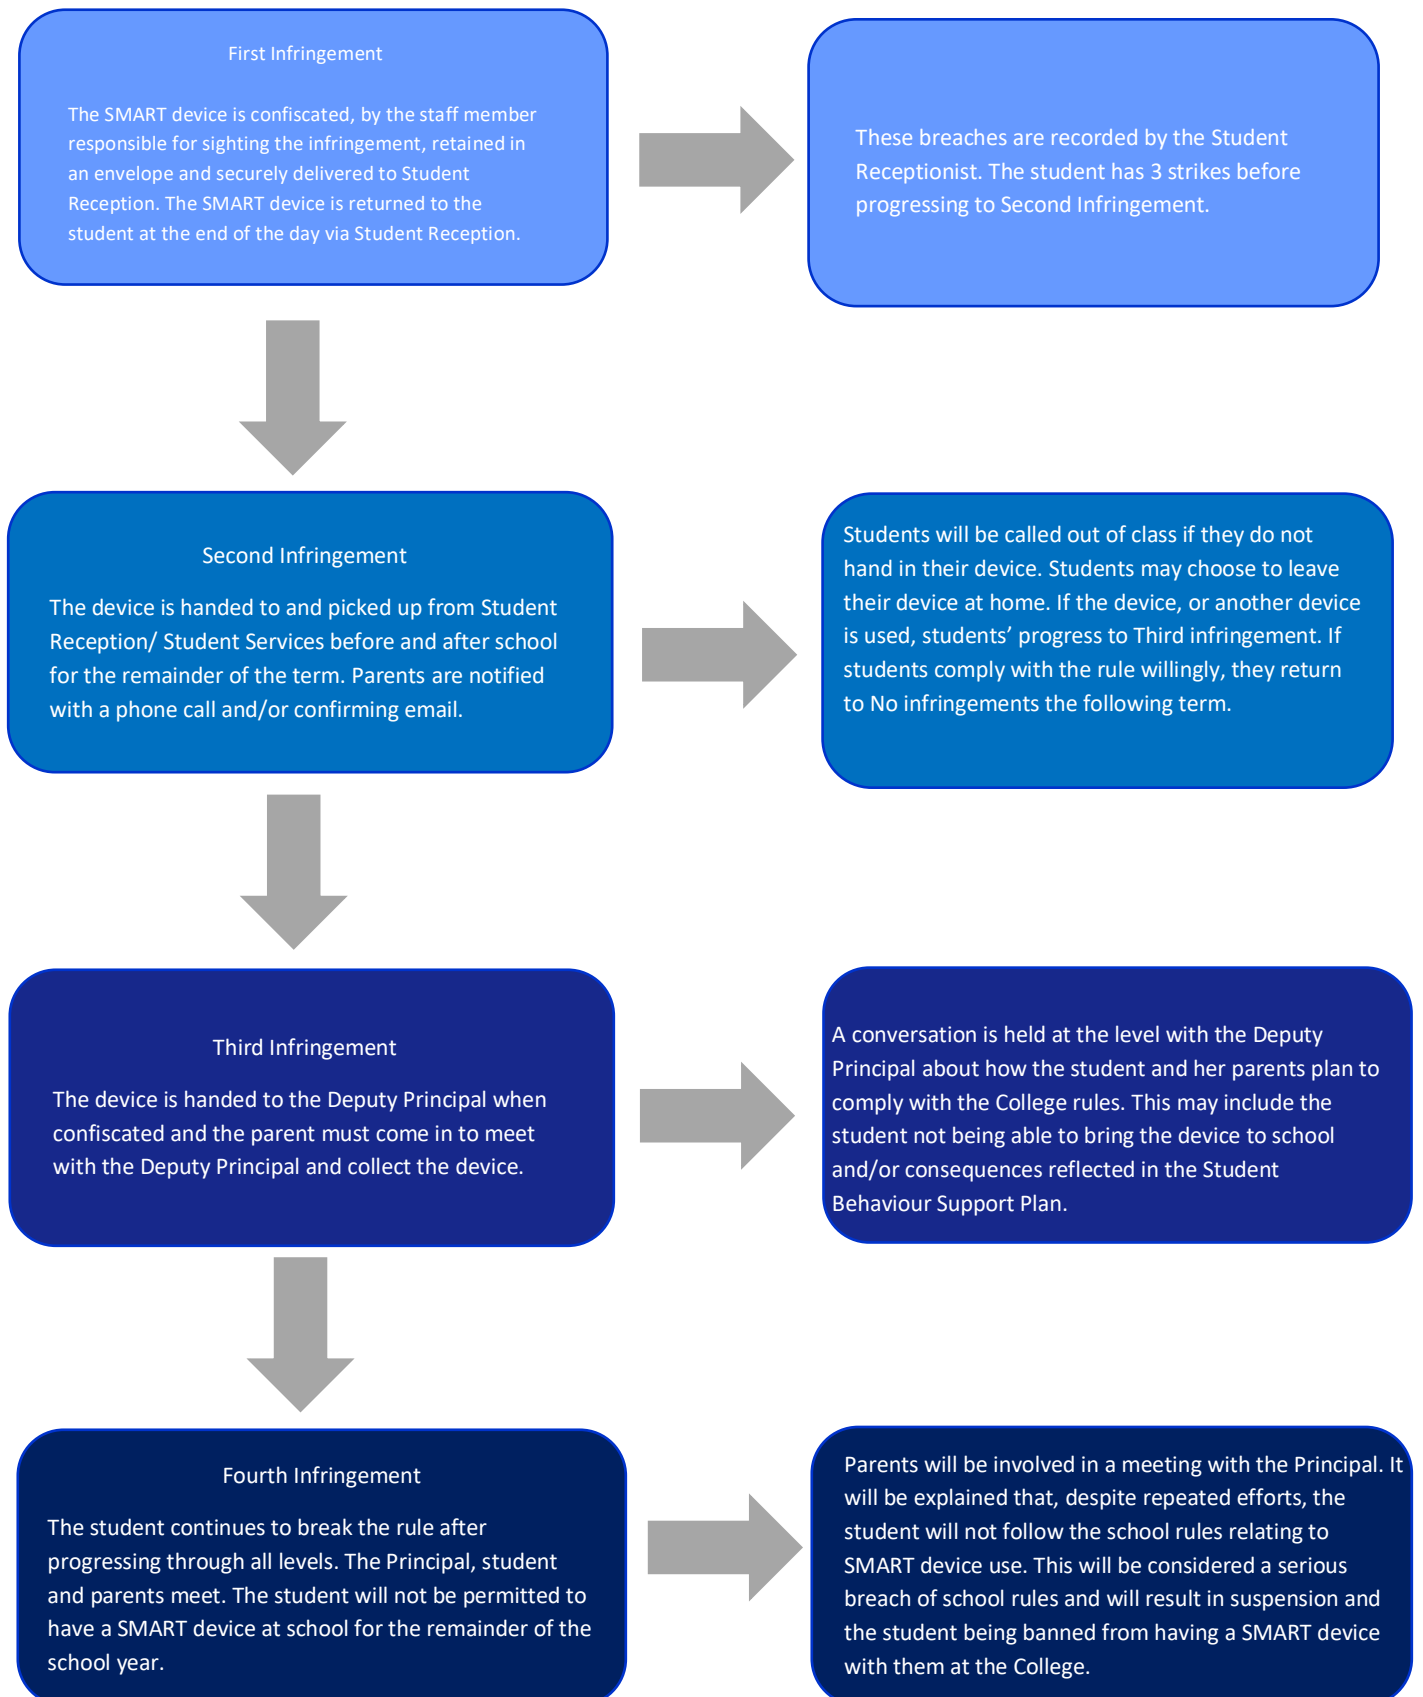 First Infringement
The SMART device is confiscated, by the staff member
responsible for sighting the infringement, retained in
an envelope and securely delivered to Student
Reception. The SMART device is returned to the
student at the end of the day via Student Reception.
These breaches are recorded by the Student
Receptionist. The student has 3 strikes before
progressing to Second Infringement.
Second Infringement
The device is handed to and picked up from Student
Reception/ Student Services before and after school
for the remainder of the term. Parents are notified
with a phone call and/or confirming email.
Students will be called out of class if they do not
hand in their device. Students may choose to leave
their device at home. If the device, or another device
is used, students’ progress to Third infringement. If
students comply with the rule willingly, they return
to No infringements the following term.
Third Infringement
The device is handed to the Deputy Principal when
confiscated and the parent must come in to meet
with the Deputy Principal and collect the device.
A conversation is held at the level with the Deputy
Principal about how the student and her parents plan to
comply with the College rules. This may include the
student not being able to bring the device to school
and/or consequences reflected in the Student
Behaviour Support Plan.
Fourth Infringement
The student continues to break the rule after
progressing through all levels. The Principal, student
and parents meet. The student will not be permitted to
have a SMART device at school for the remainder of the
school year.
Parents will be involved in a meeting with the Principal. It
will be explained that, despite repeated efforts, the
student will not follow the school rules relating to
SMART device use. This will be considered a serious
breach of school rules and will result in suspension and
the student being banned from having a SMART device
with them at the College.